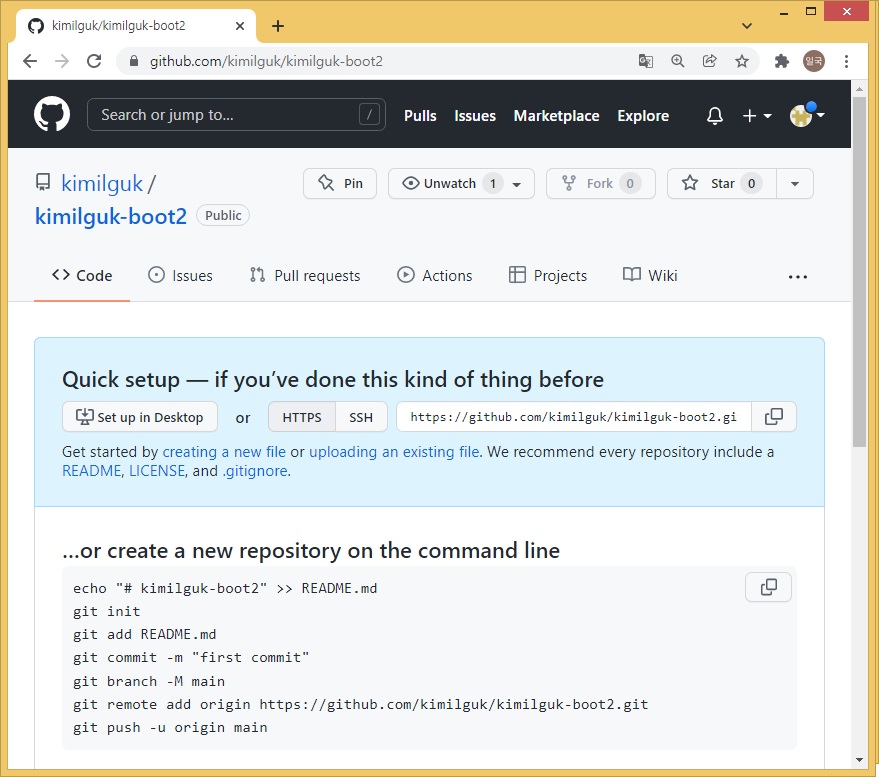 kimilguk/kimilguk-boot2
github.com/kimilguk/kimilguk-boot2
일국
Search or jump to... /
Pulls Issues Marketplace Explore
kimilguk /
kimilguk-boot2 Public
Pin Unwatch 1 Fork 0 Star 0
Code Issues Pull requests Actions Projects Wiki
Quick setup — if you’ve done this kind of thing before
Set up in Desktop or HTTPS SSH https://github.com/kimilguk/kimilguk-boot2.gi
Get started by creating a new file or uploading an existing file. We recommend every repository include a
README, LICENSE, and .gitignore.
…or create a new repository on the command line
echo "# kimilguk-boot2" >> README.md
git init
git add README.md
git commit -m "first commit"
git branch -M main
git remote add origin https://github.com/kimilguk/kimilguk-boot2.git
git push -u origin main